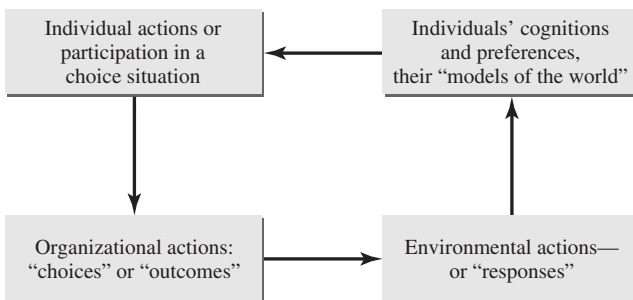 Individual actions or
participation in a
choice situation
Individuals’ cognitions
and preferences,
their “models of the world”
Organizational actions:
“choices” or “outcomes”
Environmental actions—
or “responses”